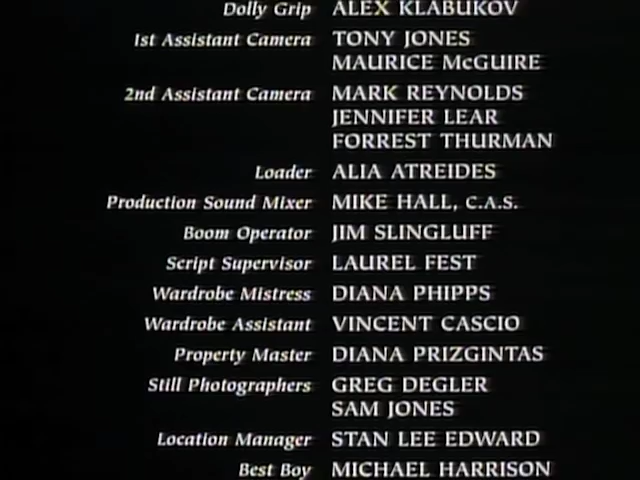 Dolly Grip ALEX KLABUKOV
1st Assistant Camera TONY JONES
MAURICE McGUIRE
2nd Assistant Camera MARK REYNOLDS
JENNIFER LEAR
FORREST THURMAN
Loader ALIA ATREIDES
Production Sound Mixer MIKE HALL, C.A.S.
Boom Operator JIM SLINGLUFF
Script Supervisor LAUREL FEST
Wardrobe Mistress DIANA PHIPPS
Wardrobe Assistant VINCENT CASCIO
Property Master DIANA PRIZGINTAS
Still Photographers GREG DEGLER
SAM JONES
Location Manager STAN LEE EDWARD
Best Boy MICHAEL HARRISON